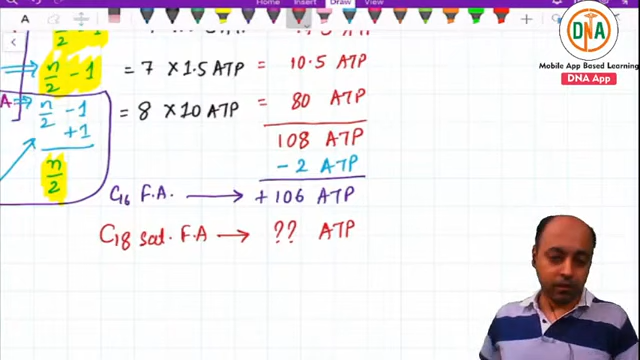 Home Insert Draw View
n/2 - 1 = 7 × 1.5 ATP = 10.5 ATP
A ⇒ n/2 - 1 = 8 × 10 ATP = 80 ATP
+1
108 ATP
n/2
- 2 ATP
C16 F.A. → + 106 ATP
C18 sat. F.A → ?? ATP
DNA
Mobile App Based Learning
DNA App